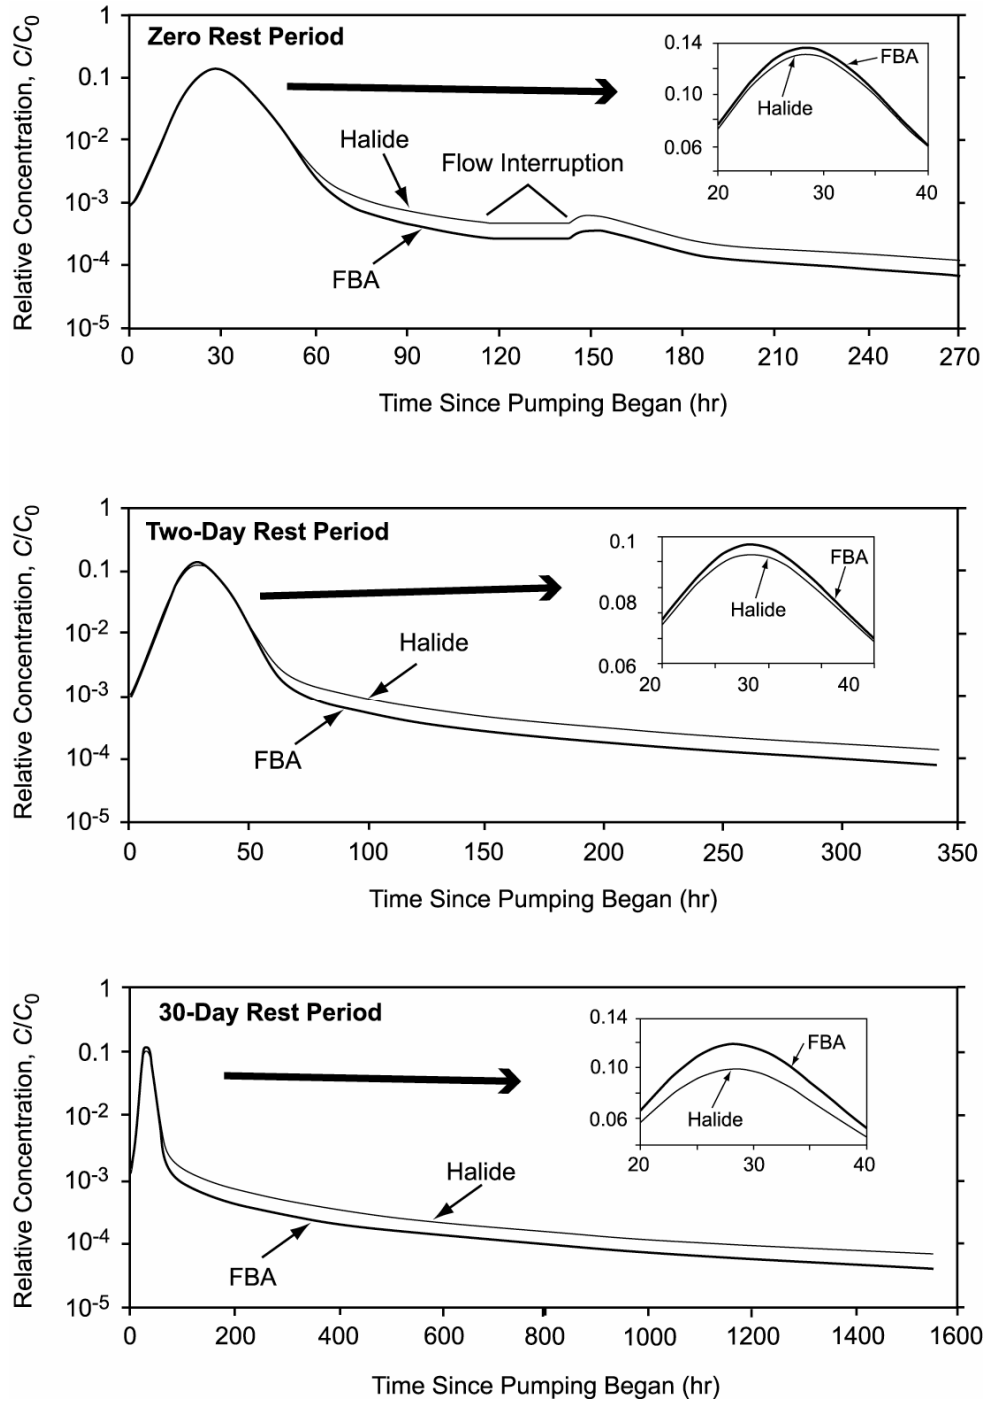 Relative Concentration, C/C0
1
0.1
10-2
10-3
10-4
10-5
Zero Rest Period
Halide
FBA
Flow Interruption
0.14
0.10
0.06
20
30
40
FBA
Halide
0 30 60 90 120 150 180 210 240 270
Time Since Pumping Began (hr)
Relative Concentration, C/C0
1
0.1
10-2
10-3
10-4
10-5
Two-Day Rest Period
Halide
FBA
0.1
0.08
0.06
20 30 40
FBA
Halide
0 50 100 150 200 250 300 350
Time Since Pumping Began (hr)
Relative Concentration, C/C0
1
0.1
10-2
10-3
10-4
10-5
30-Day Rest Period
Halide
FBA
0.14
0.10
0.06
20 30 40
FBA
Halide
0 200 400 600 800 1000 1200 1400 1600
Time Since Pumping Began (hr)